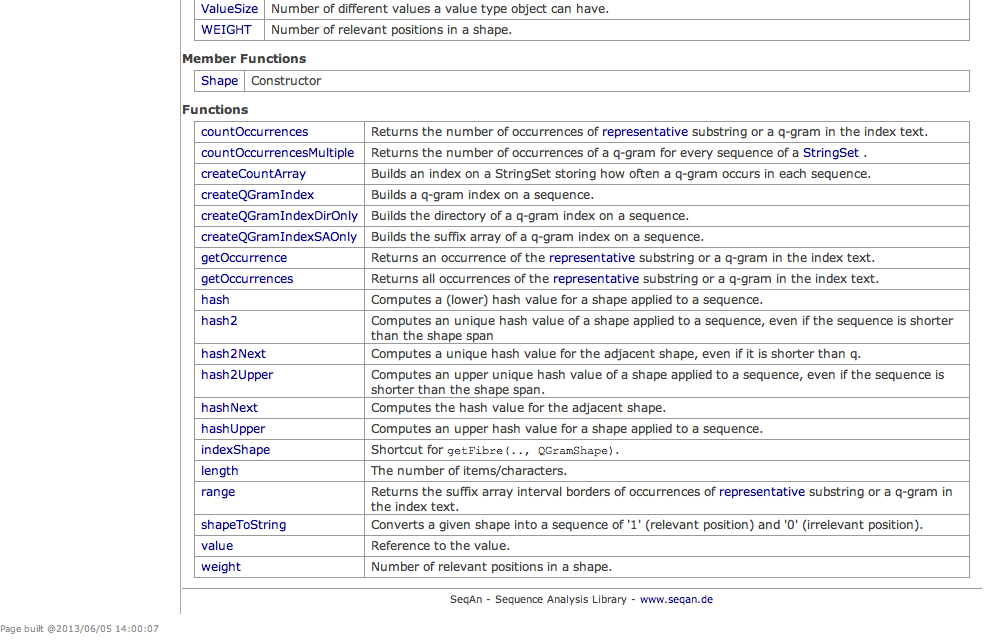 ValueSize Number of different values a value type object can have.
WEIGHT Number of relevant positions in a shape.
Member Functions
Shape Constructor
Functions
countOccurrences Returns the number of occurrences of representative substring or a q-gram in the index text.
countOccurrencesMultiple Returns the number of occurrences of a q-gram for every sequence of a StringSet .
createCountArray Builds an index on a StringSet storing how often a q-gram occurs in each sequence.
createQGramIndex Builds a q-gram index on a sequence.
createQGramIndexDirOnly Builds the directory of a q-gram index on a sequence.
createQGramIndexSAOnly Builds the suffix array of a q-gram index on a sequence.
getOccurrence Returns an occurrence of the representative substring or a q-gram in the index text.
getOccurrences Returns all occurrences of the representative substring or a q-gram in the index text.
hash Computes a (lower) hash value for a shape applied to a sequence.
hash2 Computes an unique hash value of a shape applied to a sequence, even if the sequence is shorter
than the shape span
hash2Next Computes a unique hash value for the adjacent shape, even if it is shorter than q.
hash2Upper Computes an upper unique hash value of a shape applied to a sequence, even if the sequence is
shorter than the shape span.
hashNext Computes the hash value for the adjacent shape.
hashUpper Computes an upper hash value for a shape applied to a sequence.
indexShape Shortcut for getFibre(.., QGramShape).
length The number of items/characters.
range Returns the suffix array interval borders of occurrences of representative substring or a q-gram in
the index text.
shapeToString Converts a given shape into a sequence of '1' (relevant position) and '0' (irrelevant position).
value Reference to the value.
weight Number of relevant positions in a shape.
SeqAn - Sequence Analysis Library - www.seqan.de
Page built @2013/06/05 14:00:07